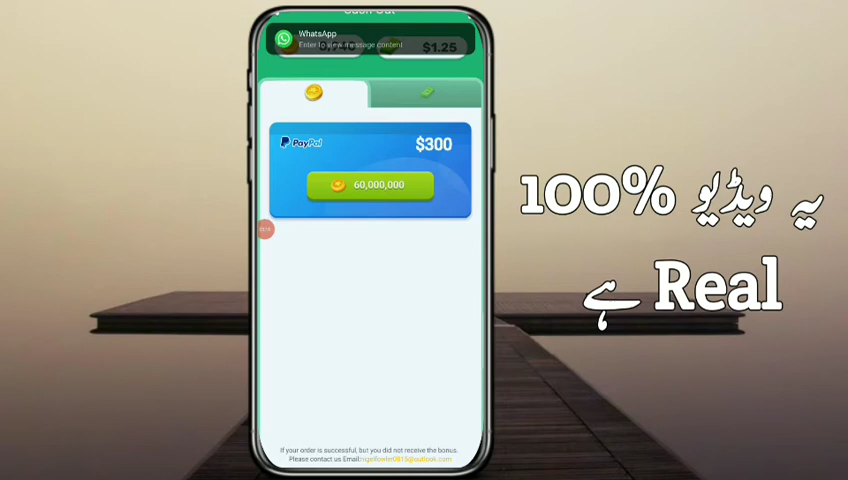 WhatsApp
Enter to view message content
$1.25
PayPal
$300
60,000,000
یہ ویڈیو 100%
Real ہے
If your order is successful, but you did not receive the bonus.
Please contact us Email: